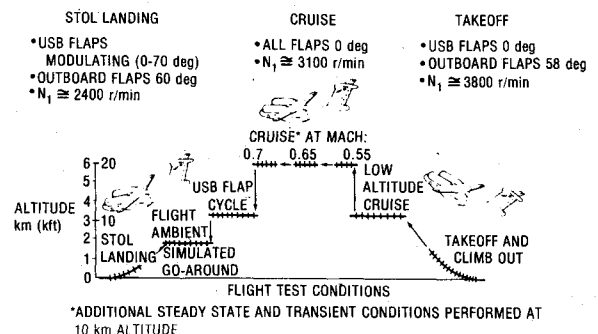 STOL LANDING
•USB FLAPS
MODULATING (0-70 deg)
•OUTBOARD FLAPS 60 deg
•N₁ ≅ 2400 r/min
CRUISE
•ALL FLAPS 0 deg
•N₁ ≅ 3100 r/min
TAKEOFF
•USB FLAPS 0 deg
•OUTBOARD FLAPS 58 deg
•N₁ ≅ 3800 r/min
CRUISE* AT MACH:
0.7 0.65 0.55
6 20
5
4
3 10
2
1
0 0
ALTITUDE
km (kft)
USB FLAP
CYCLE
LOW
ALTITUDE
CRUISE
FLIGHT
AMBIENT
STOL
LANDING
SIMULATED
GO-AROUND
TAKEOFF AND
CLIMB OUT
FLIGHT TEST CONDITIONS
*ADDITIONAL STEADY STATE AND TRANSIENT CONDITIONS PERFORMED AT
10 km ALTITUDE